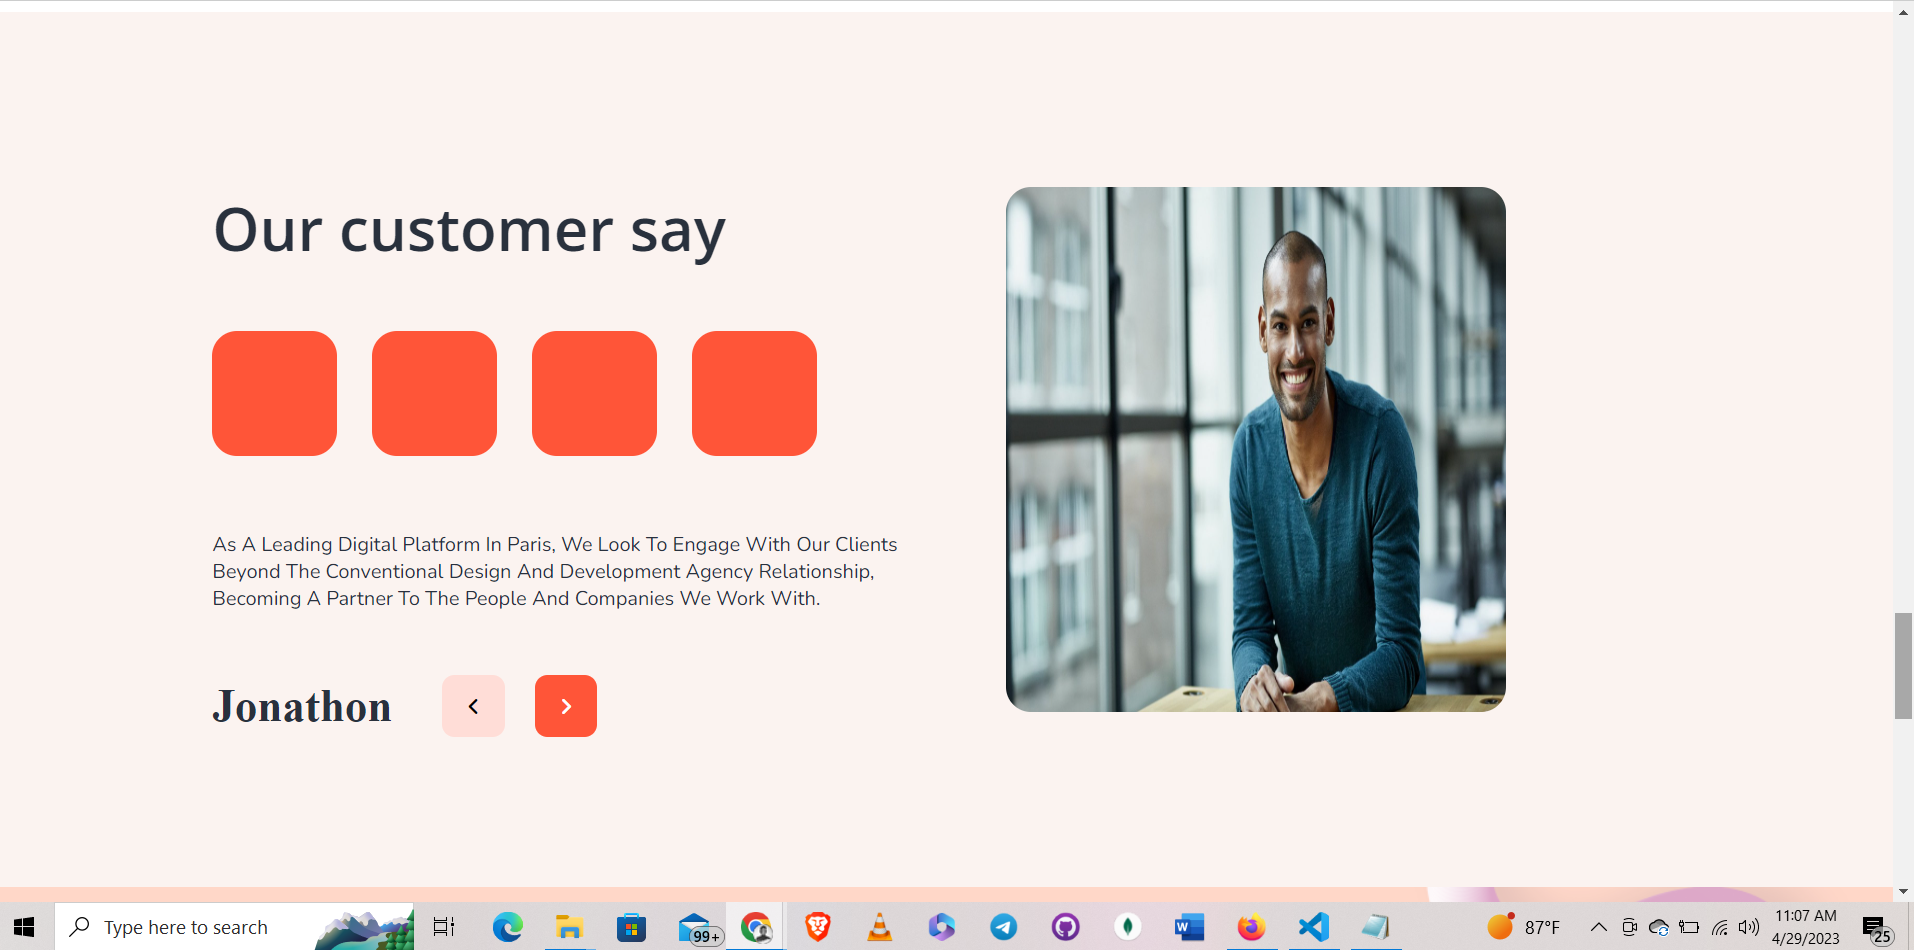 Our customer say
As A Leading Digital Platform In Paris, We Look To Engage With Our Clients
Beyond The Conventional Design And Development Agency Relationship,
Becoming A Partner To The People And Companies We Work With.
Jonathon
Type here to search
99+
W
87°F
11:07 AM
4/29/2023
25